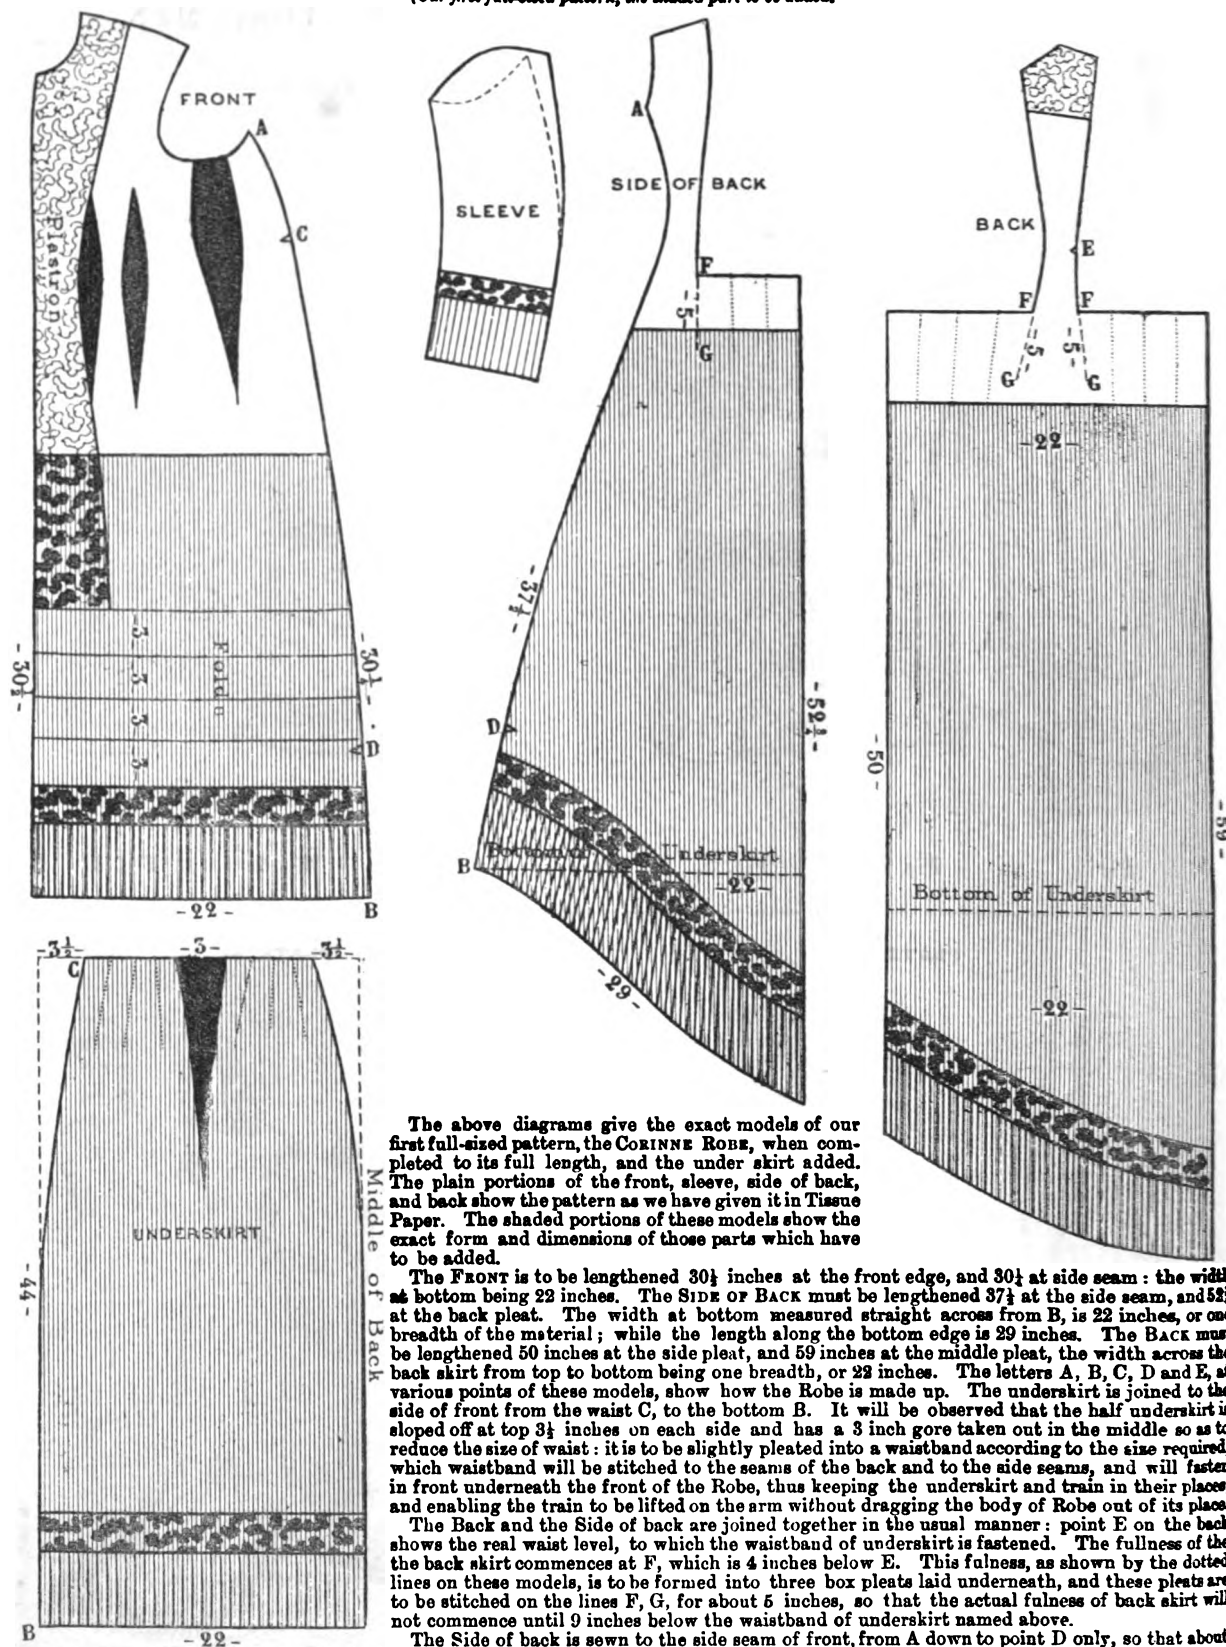 FRONT
A
C
Plastron
Fold
-3-
-3-
-3-
-3-
-30½-
-30¼-
D
-22-
B
SLEEVE
A
SIDE OF BACK
F
-5-
G
-37½-
D
-52¾-
B
Bottom of Underskirt
-22-
-29-
BACK
E
F F
-5- -5-
G G
-22-
-50-
-59-
Bottom of Underskirt
-22-
-3½- -3- -3½-
C
UNDERSKIRT
-44-
Middle of Back
B
-22-
The above diagrams give the exact models of our
first full-sized pattern, the CORINNE ROBE, when com-
pleted to its full length, and the under skirt added.
The plain portions of the front, sleeve, side of back,
and back show the pattern as we have given it in Tissue
Paper. The shaded portions of these models show the
exact form and dimensions of those parts which have
to be added.
The FRONT is to be lengthened 30½ inches at the front edge, and 30¼ at side seam: the width
at bottom being 22 inches. The SIDE OF BACK must be lengthened 37½ at the side seam, and 52¾
at the back pleat. The width at bottom measured straight across from B, is 22 inches, or one
breadth of the material; while the length along the bottom edge is 29 inches. The BACK must
be lengthened 50 inches at the side pleat, and 59 inches at the middle pleat, the width across the
back skirt from top to bottom being one breadth, or 22 inches. The letters A, B, C, D and E, at
various points of these models, show how the Robe is made up. The underskirt is joined to the
side of front from the waist C, to the bottom B. It will be observed that the half underskirt is
sloped off at top 3½ inches on each side and has a 3 inch gore taken out in the middle so as to
reduce the size of waist: it is to be slightly pleated into a waistband according to the size required,
which waistband will be stitched to the seams of the back and to the side seams, and will fasten
in front underneath the front of the Robe, thus keeping the underskirt and train in their places
and enabling the train to be lifted on the arm without dragging the body of Robe out of its place.
The Back and the Side of back are joined together in the usual manner: point E on the back
shows the real waist level, to which the waistband of underskirt is fastened. The fullness of the
the back skirt commences at F, which is 4 inches below E. This fulness, as shown by the dotted
lines on these models, is to be formed into three box pleats laid underneath, and these pleats are
to be stitched on the lines F, G, for about 5 inches, so that the actual fulness of back skirt will
not commence until 9 inches below the waistband of underskirt named above.
The Side of back is sewn to the side seam of front, from A down to point D only, so that about